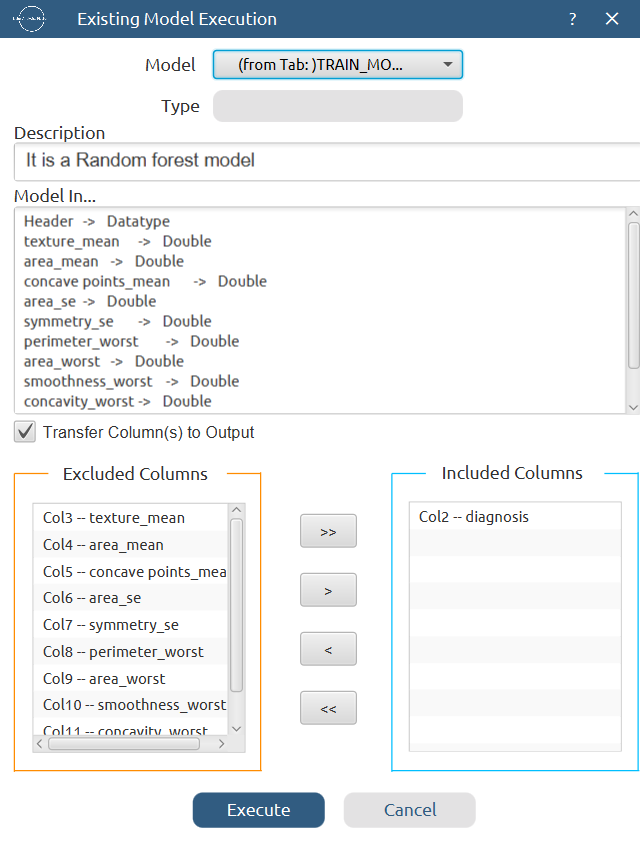 Existing Model Execution ? ×
Model (from Tab: )TRAIN_MO...
Type
Description
It is a Random forest model
Model In...
Header -> Datatype
texture_mean -> Double
area_mean -> Double
concave points_mean -> Double
area_se -> Double
symmetry_se -> Double
perimeter_worst -> Double
area_worst -> Double
smoothness_worst -> Double
concavity_worst -> Double
Transfer Column(s) to Output
Excluded Columns
Col3 -- texture_mean
Col4 -- area_mean
Col5 -- concave points_mea
Col6 -- area_se
Col7 -- symmetry_se
Col8 -- perimeter_worst
Col9 -- area_worst
Col10 -- smoothness_worst
Col11 -- concavity_worst
>>
>
<
<<
Included Columns
Col2 -- diagnosis
Execute Cancel